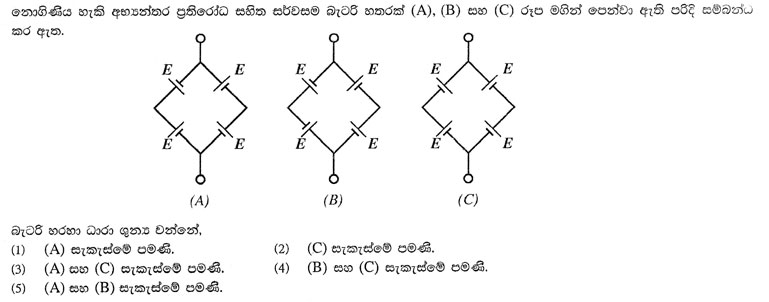 නොගිණිය හැකි අභ්‍යන්තර ප්‍රතිරෝධ සහිත සර්වසම බැටරි හතරක් (A), (B) සහ (C) රූප මගින් පෙන්වා ඇති පරිදි සම්බන්ධ
කර ඇත.
E E E E E E
E E E E E E
(A) (B) (C)
බැටරි හරහා ධාරා ශුන්‍ය වන්නේ,
(1) (A) සැකැස්මේ පමණි. (2) (C) සැකැස්මේ පමණි.
(3) (A) සහ (C) සැකැස්මේ පමණි. (4) (B) සහ (C) සැකැස්මේ පමණි.
(5) (A) සහ (B) සැකැස්මේ පමණි.